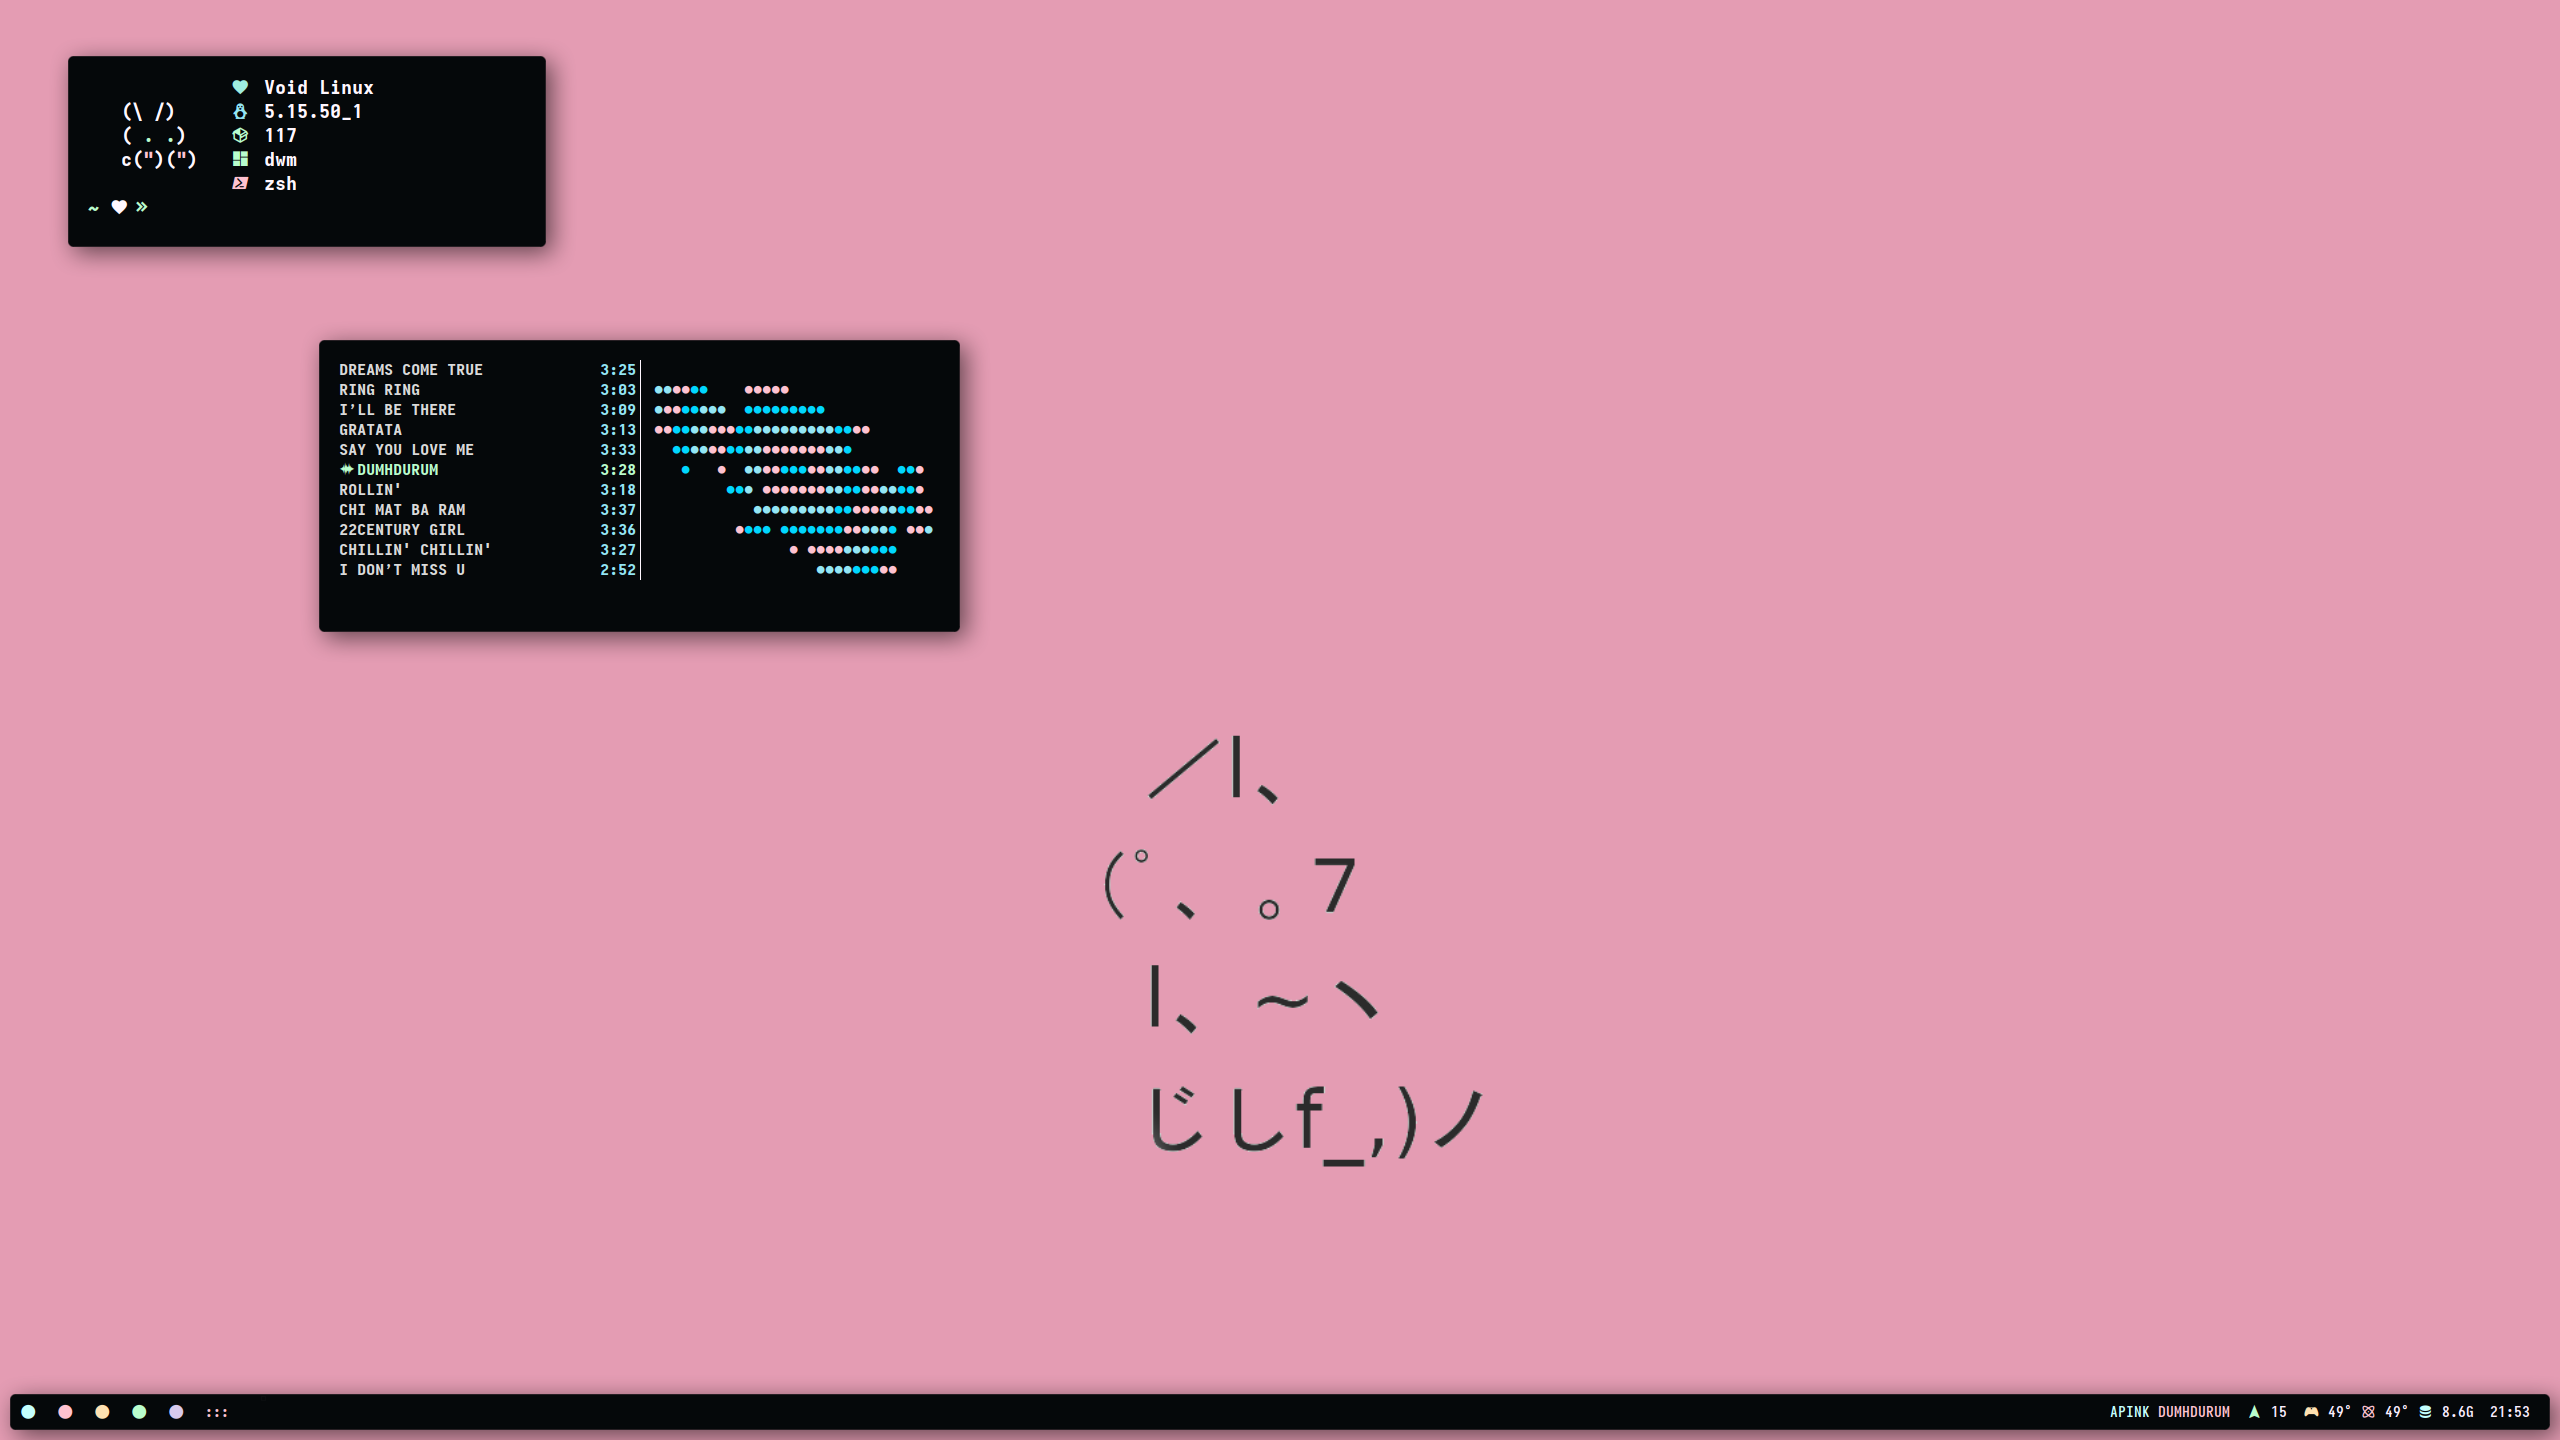 Void Linux
(\ /) 5.15.50_1
( . .) 117
c(")(") dwm
zsh
~ ♥ »
DREAMS COME TRUE 3:25
RING RING 3:03
I’LL BE THERE 3:09
GRATATA 3:13
SAY YOU LOVE ME 3:33
DUMHDURUM 3:28
ROLLIN' 3:18
CHI MAT BA RAM 3:37
22CENTURY GIRL 3:36
CHILLIN' CHILLIN' 3:27
I DON’T MISS U 2:52
／l、
（ﾟ､ 。7
l、 ~ヽ
じしf_,)ノ
::: APINK DUMHDURUM 15 49° 49° 8.6G 21:53